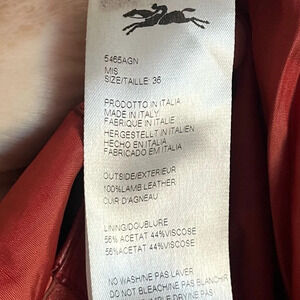 5465AGN
MIS
SIZE/TAILLE: 36
PRODOTTO IN ITALIA
MADE IN ITALY
FABRIQUE IN ITALIE
HERGESTELLT IN ITALIEN
HECHO EN ITALIA
FABRICADO EM ITALIA
OUTSIDE/EXTERIEUR
100%LAMB LEATHER
CUIR D'AGNEAU
LINING/DOUBLURE
56% ACETAT 44%VISCOSE
56%ACETAT 44%VISCOSE
NO WASH/NE PAS LAVER
DO NOT BLEACH/NE PAS BLANCHIR